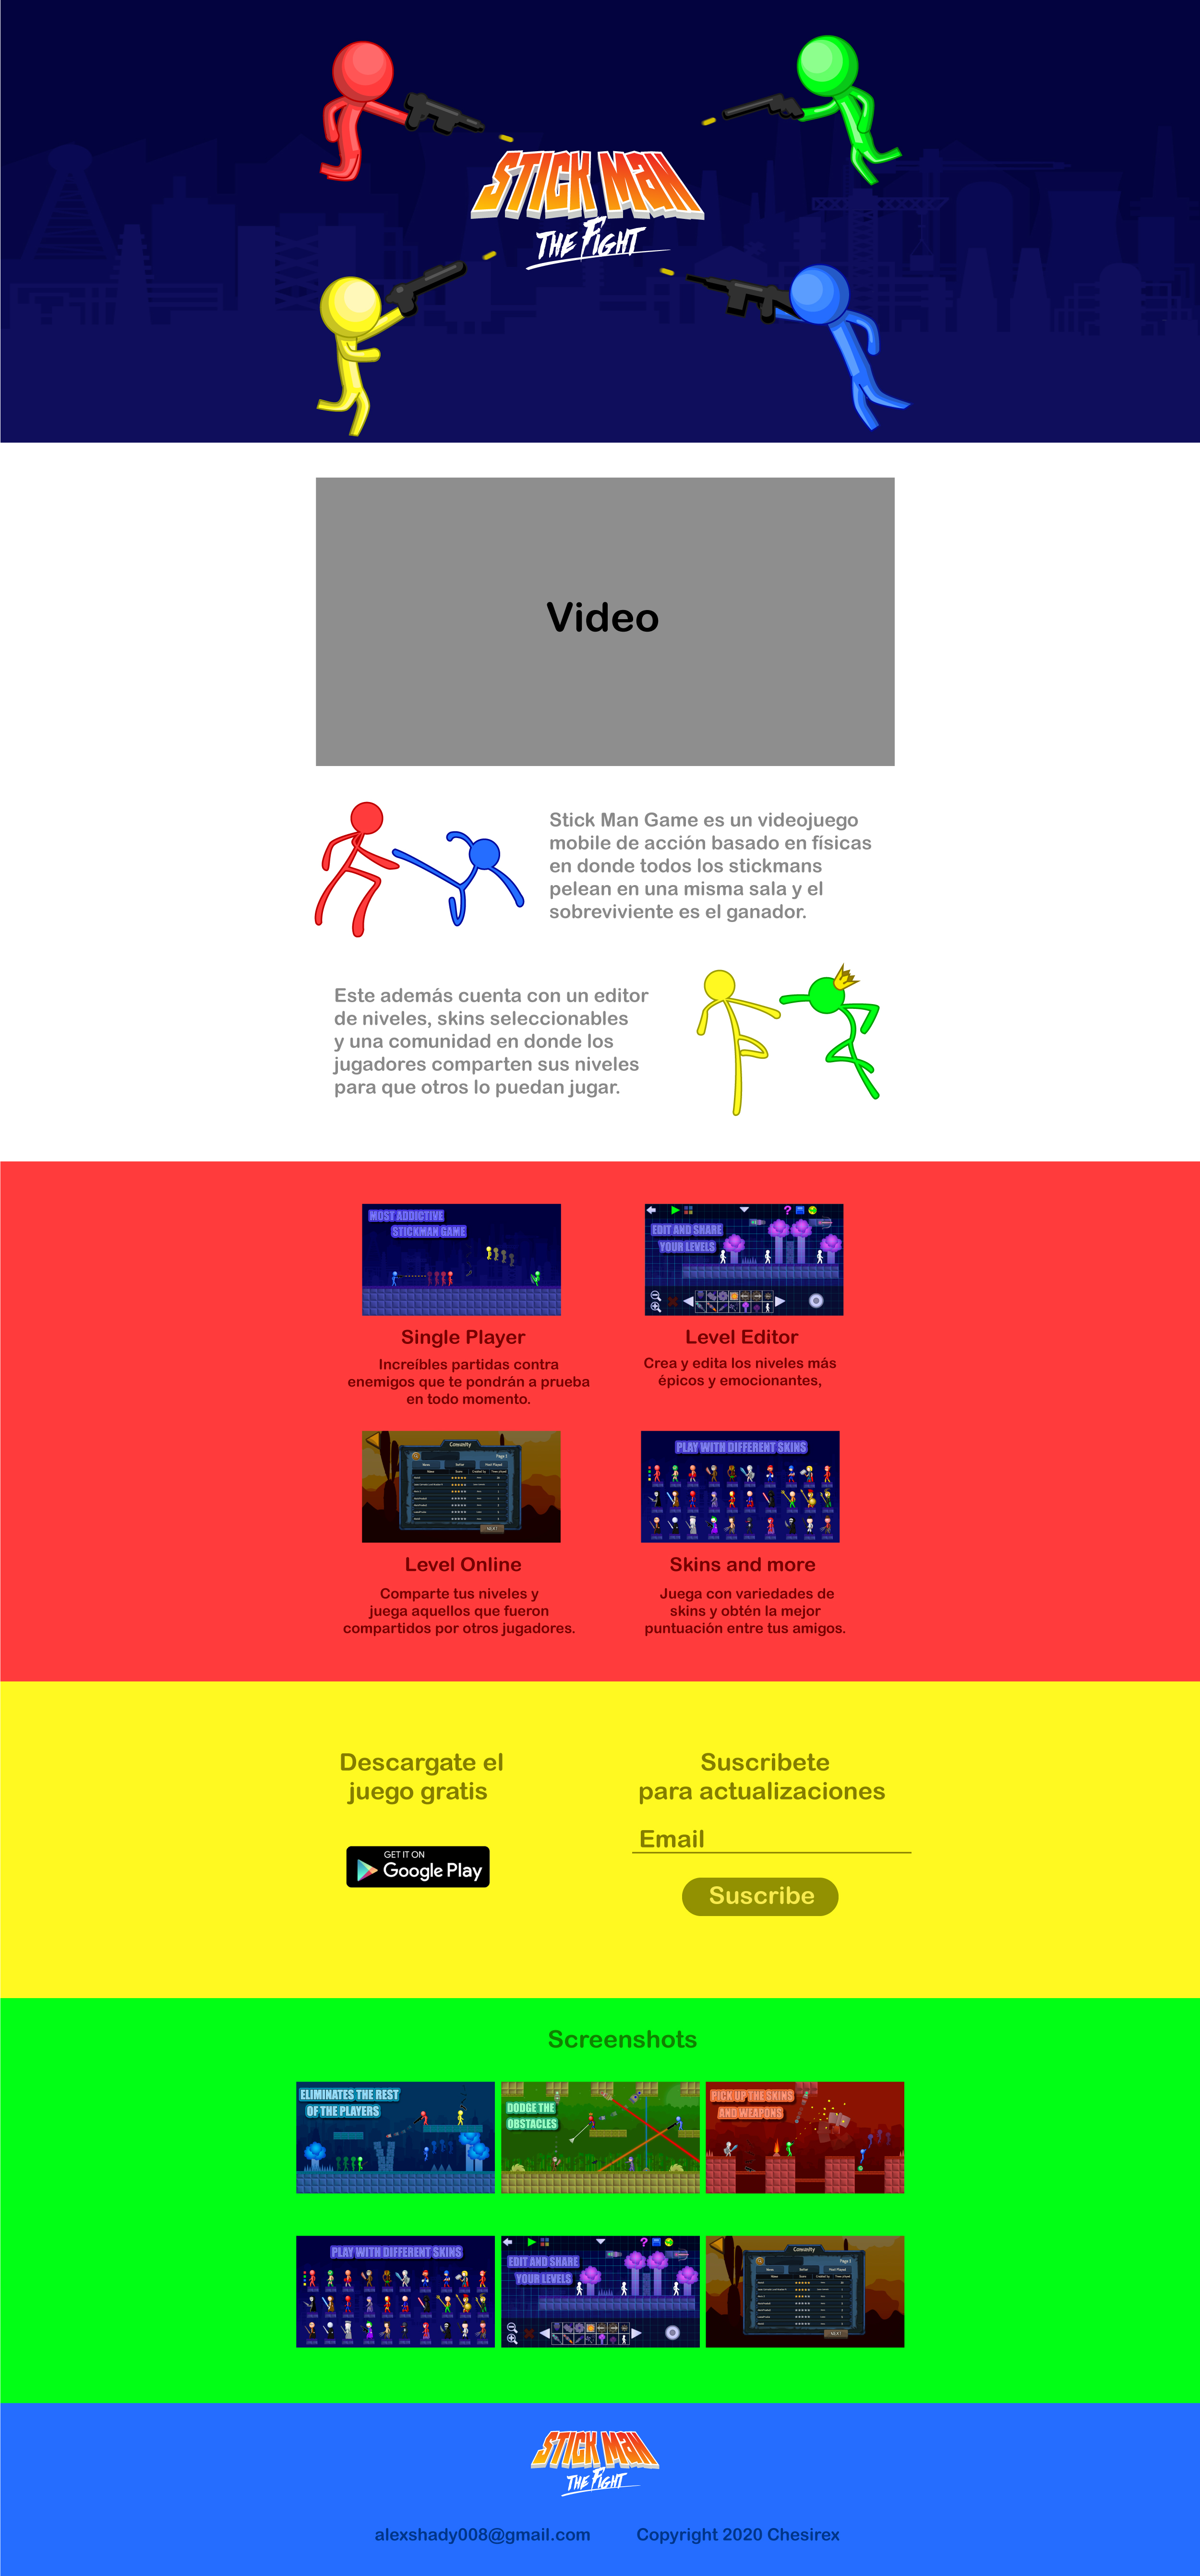 STICK MAN
THE FIGHT
Video
Stick Man Game es un videojuego
mobile de acción basado en físicas
en donde todos los stickmans
pelean en una misma sala y el
sobreviviente es el ganador.
Este además cuenta con un editor
de niveles, skins seleccionables
y una comunidad en donde los
jugadores comparten sus niveles
para que otros lo puedan jugar.
MOST ADDICTIVE
STICKMAN GAME
EDIT AND SHARE
YOUR LEVELS
Single Player
Increíbles partidas contra
enemigos que te pondrán a prueba
en todo momento.
Level Editor
Crea y edita los niveles más
épicos y emocionantes,
Comunity
Page 1
PLAY WITH DIFFERENT SKINS
Level Online
Comparte tus niveles y
juega aquellos que fueron
compartidos por otros jugadores.
Skins and more
Juega con variedades de
skins y obtén la mejor
puntuación entre tus amigos.
Descargate el
juego gratis
GET IT ON
Google Play
Suscribete
para actualizaciones
Email
Suscribe
Screenshots
ELIMINATES THE REST
OF THE PLAYERS
DODGE THE
OBSTACLES
PICK UP THE SKINS
AND WEAPONS
PLAY WITH DIFFERENT SKINS
EDIT AND SHARE
YOUR LEVELS
Comunity
Page 1
STICK MAN
THE FIGHT
alexshady008@gmail.com
Copyright 2020 Chesirex